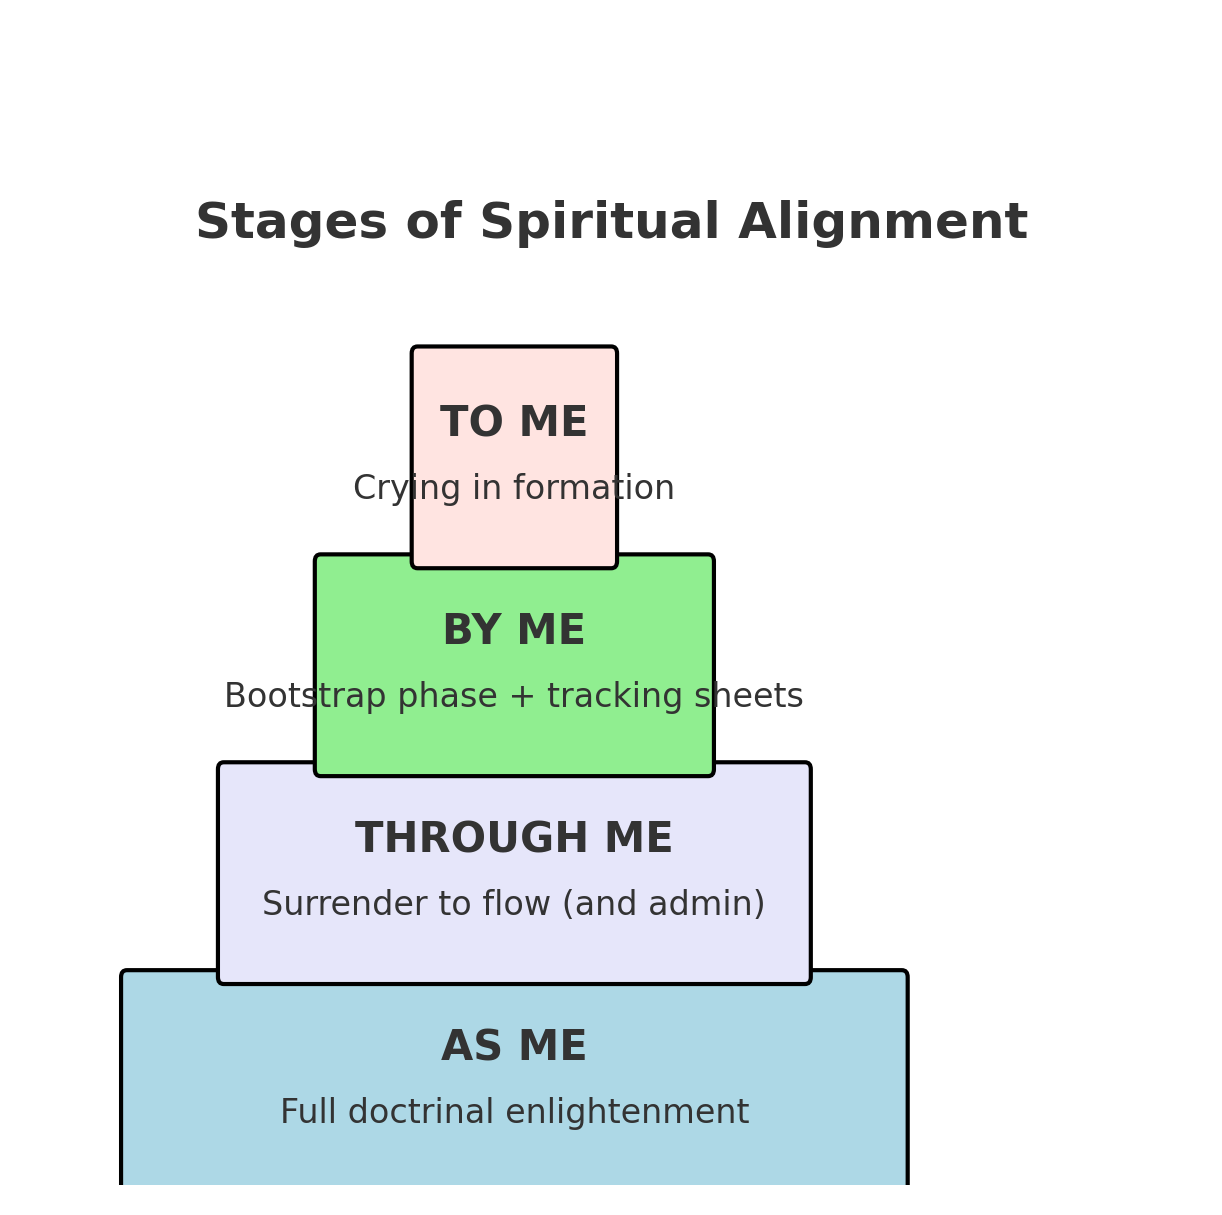 Stages of Spiritual Alignment
TO ME
Crying in formation
BY ME
Bootstrap phase + tracking sheets
THROUGH ME
Surrender to flow (and admin)
AS ME
Full doctrinal enlightenment